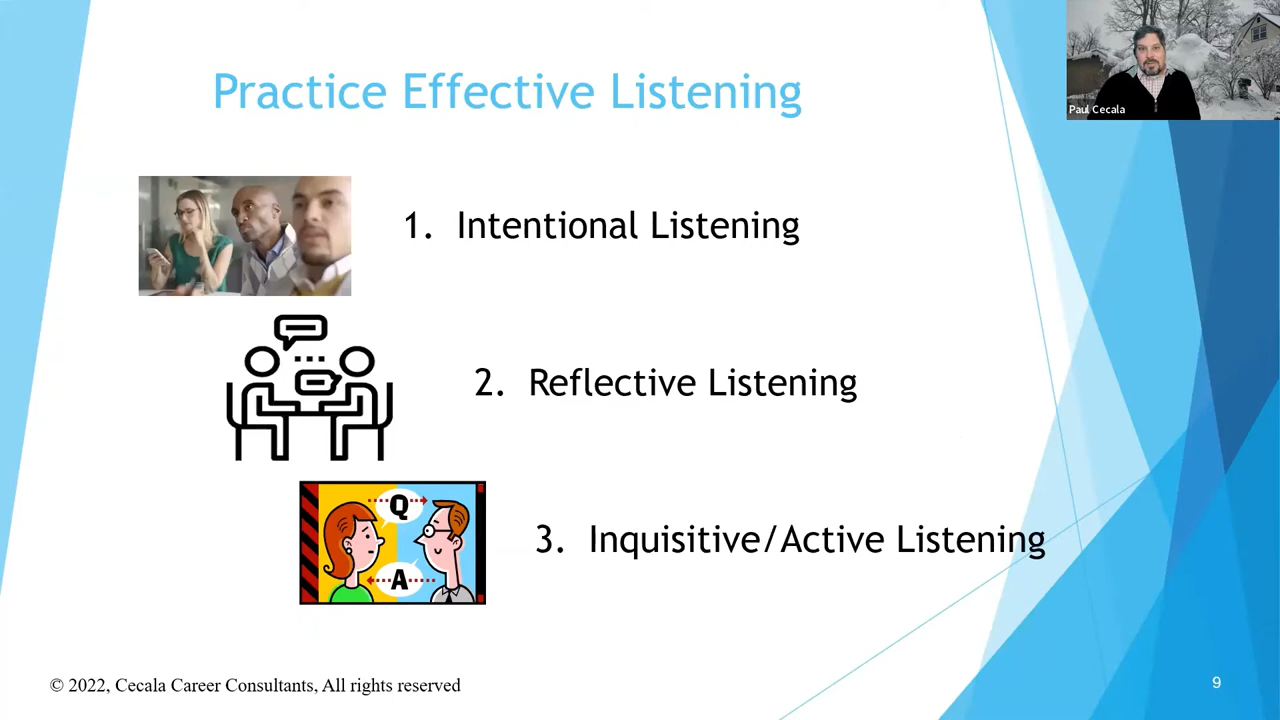 Practice Effective Listening
Paul Cecala
1. Intentional Listening
2. Reflective Listening
Q
A
3. Inquisitive/Active Listening
© 2022, Cecala Career Consultants, All rights reserved
9